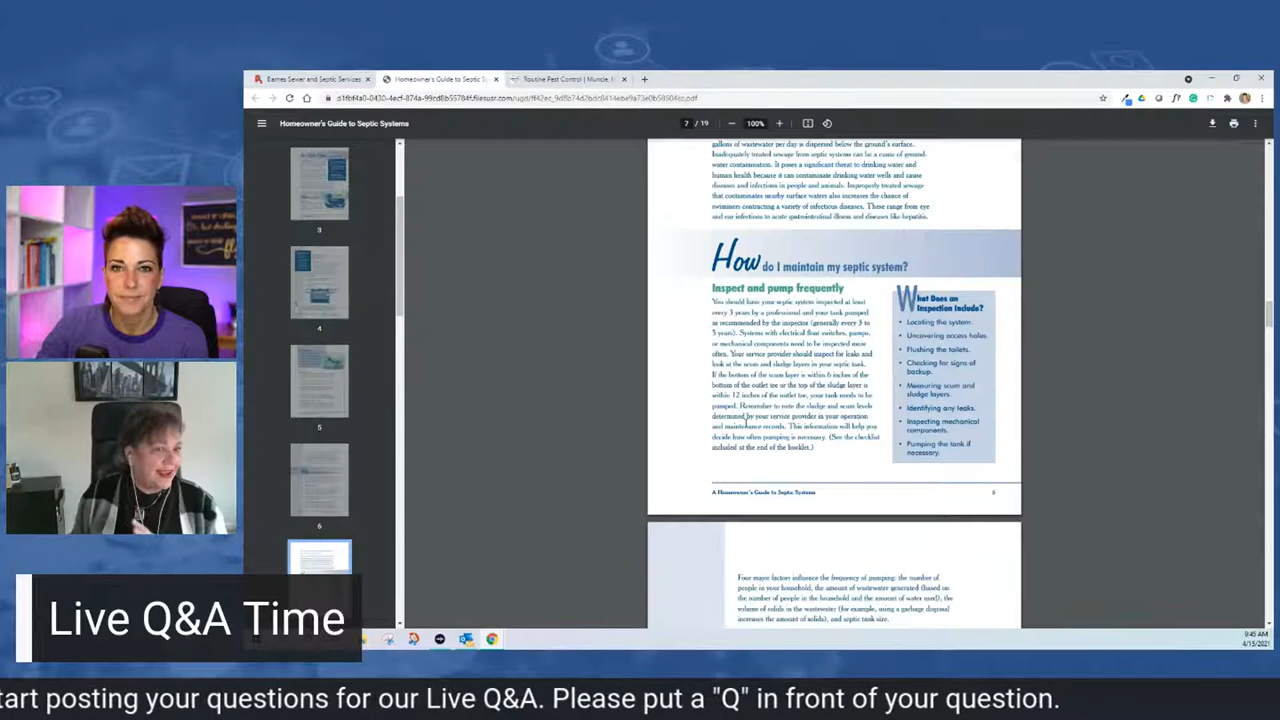 Barnes Sewer and Septic Services
Homeowner's Guide to Septic S
Routine Pest Control | Muncie,
Homeowner's Guide to Septic Systems
7 / 19
100%
gallons of wastewater per day is dispersed below the ground's surface.
Inadequately treated sewage from septic systems can be a cause of ground-
water contamination. It poses a significant threat to drinking water and
human health because it can contaminate drinking water wells and cause
diseases and infections in people and animals. Improperly treated sewage
that contaminates nearby surface waters also increases the chance of
swimmers contracting a variety of infectious diseases. These range from eye
and ear infections to acute gastrointestinal illness and diseases like hepatitis.
How do I maintain my septic system?
Inspect and pump frequently
You should have your septic system inspected at least
every 3 years by a professional and your tank pumped
as recommended by the inspector (generally every 3 to
5 years). Systems with electrical float switches, pumps,
or mechanical components need to be inspected more
often. Your service provider should inspect for leaks and
look at the scum and sludge layers in your septic tank.
If the bottom of the scum layer is within 6 inches of the
bottom of the outlet tee or the top of the sludge layer is
within 12 inches of the outlet tee, your tank needs to be
pumped. Remember to note the sludge and scum levels
determined by your service provider in your operation
and maintenance records. This information will help you
decide how often pumping is necessary. (See the checklist
included at the end of the booklet.)
What Does an
Inspection Include?
• Locating the system.
• Uncovering access holes.
• Flushing the toilets.
• Checking for signs of
backup.
• Measuring scum and
sludge layers.
• Identifying any leaks.
• Inspecting mechanical
components.
• Pumping the tank if
necessary.
A Homeowner's Guide to Septic Systems
Four major factors influence the frequency of pumping: the number of
people in your household, the amount of wastewater generated (based on
the number of people in the household and the amount of water used), the
volume of solids in the wastewater (for example, using a garbage disposal
increases the amount of solids), and septic tank size.
3
4
5
6
9:45 AM
4/15/2021
Live Q&A Time
tart posting your questions for our Live Q&A. Please put a "Q" in front of your question.